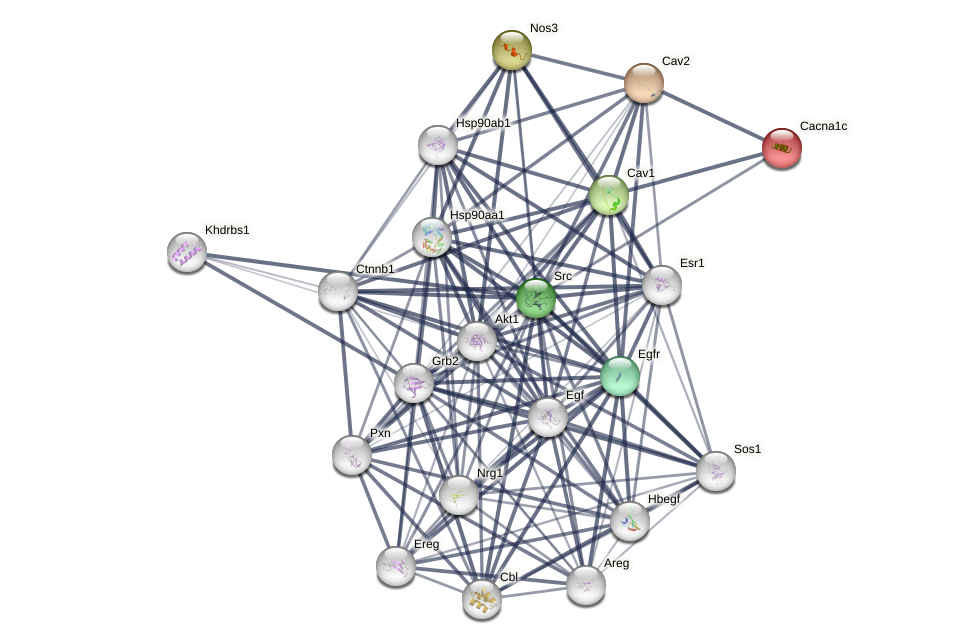 Nos3
Cav2
Cacna1c
Hsp90ab1
Cav1
Hsp90aa1
Khdrbs1
Ctnnb1
Esr1
Src
Akt1
Egfr
Grb2
Egf
Pxn
Sos1
Nrg1
Hbegf
Ereg
Areg
Cbl